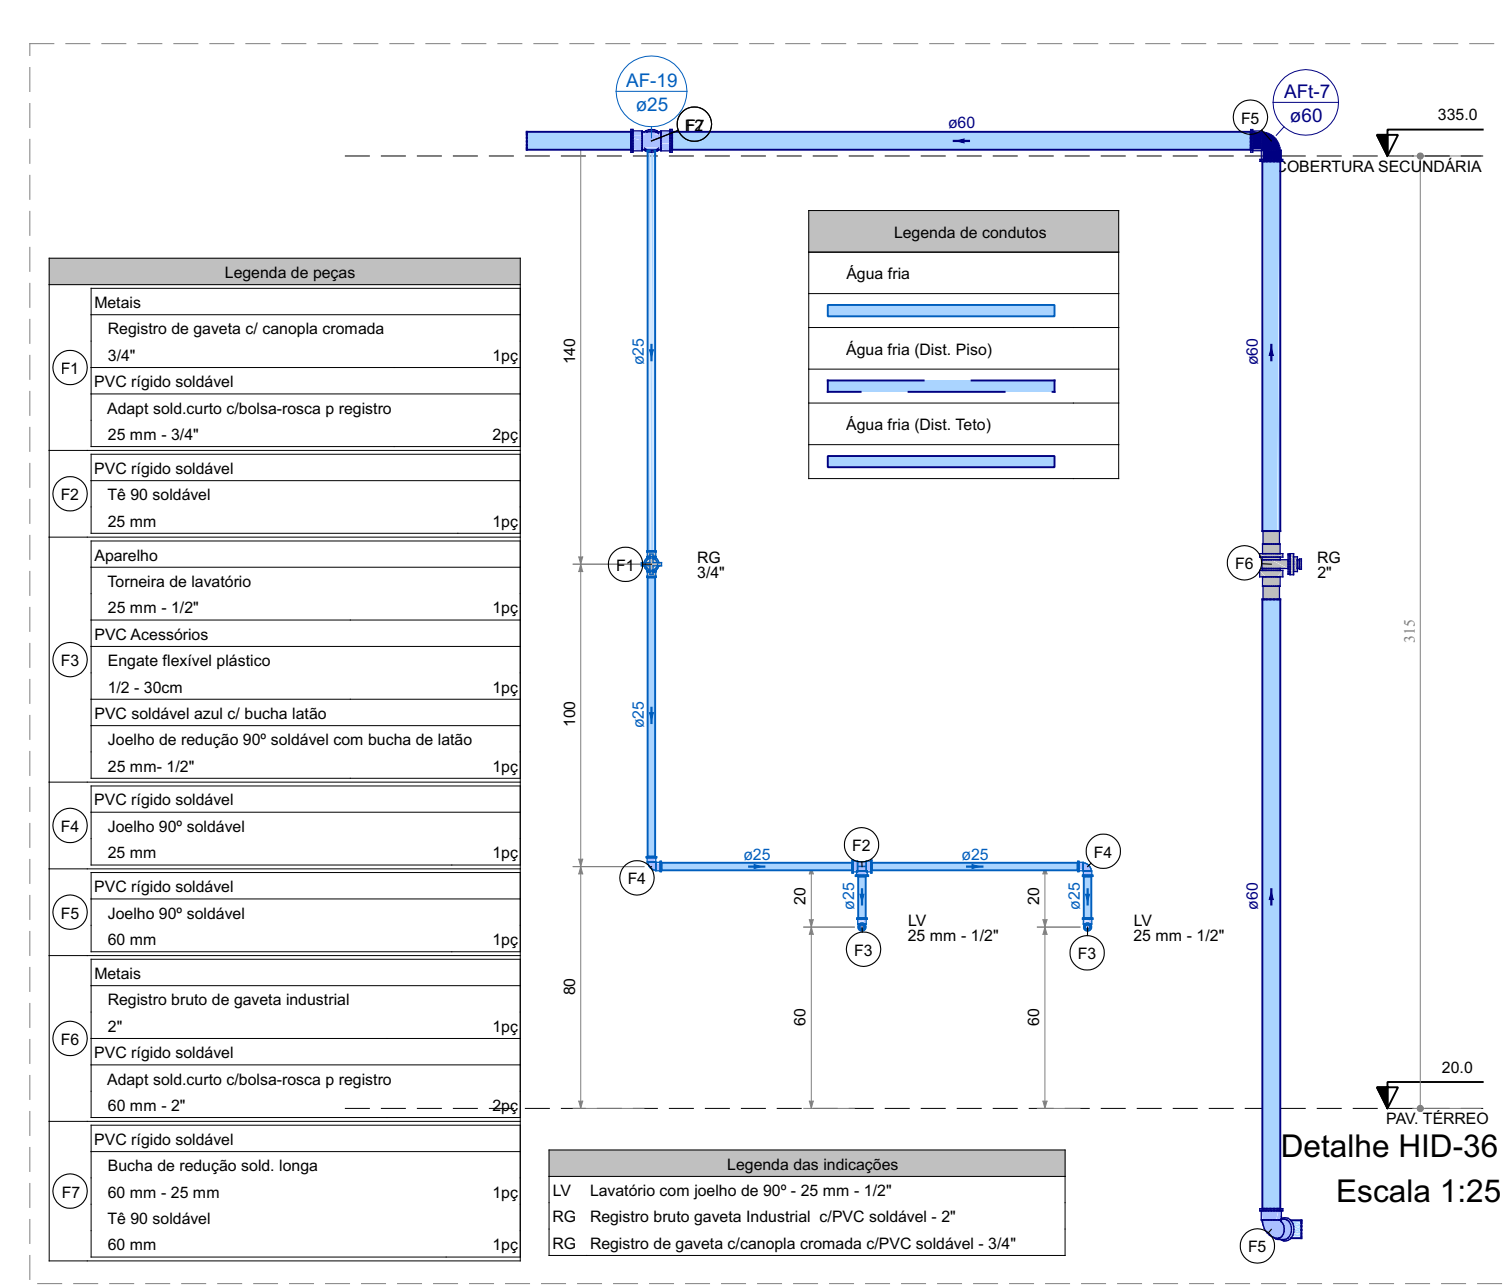 AF-19
ø25
F7
ø60
F5
AFt-7
ø60
335.0
COBERTURA SECUNDÁRIA
Legenda de condutos
Água fria
Água fria (Dist. Piso)
Água fria (Dist. Teto)
Legenda de peças
F1
Metais
Registro de gaveta c/ canopla cromada
3/4" 1pç
PVC rígido soldável
Adapt sold.curto c/bolsa-rosca p registro
25 mm - 3/4" 2pç
F2
PVC rígido soldável
Tê 90 soldável
25 mm 1pç
F3
Aparelho
Torneira de lavatório
25 mm - 1/2" 1pç
PVC Acessórios
Engate flexível plástico
1/2 - 30cm 1pç
PVC soldável azul c/ bucha latão
Joelho de redução 90º soldável com bucha de latão
25 mm- 1/2" 1pç
F4
PVC rígido soldável
Joelho 90º soldável
25 mm 1pç
F5
PVC rígido soldável
Joelho 90º soldável
60 mm 1pç
F6
Metais
Registro bruto de gaveta industrial
2" 1pç
PVC rígido soldável
Adapt sold.curto c/bolsa-rosca p registro
60 mm - 2" 2pç
F7
PVC rígido soldável
Bucha de redução sold. longa
60 mm - 25 mm 1pç
Tê 90 soldável
60 mm 1pç
140
ø25
ø60
F1
RG
3/4"
F6
RG
2"
315
100
ø25
F4
ø25
F2
ø25
F4
20
ø25
20
ø25
ø60
LV
25 mm - 1/2"
LV
25 mm - 1/2"
F3
F3
80
60
60
20.0
PAV. TÉRREO
Detalhe HID-36
Escala 1:25
F5
Legenda das indicações
LV Lavatório com joelho de 90º - 25 mm - 1/2"
RG Registro bruto gaveta Industrial c/PVC soldável - 2"
RG Registro de gaveta c/canopla cromada c/PVC soldável - 3/4"